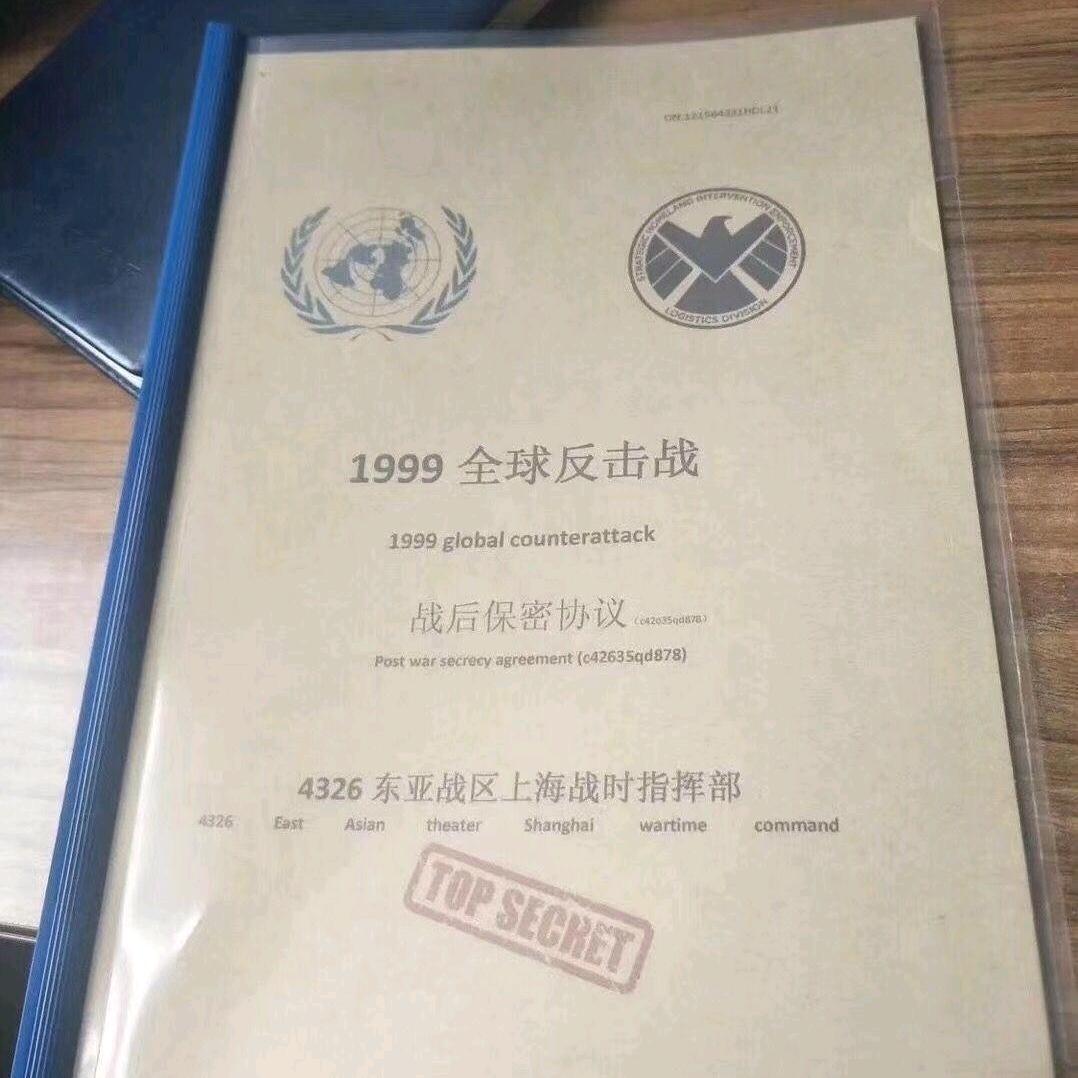 STRATEGIC HOMELAND INTERVENTION ENFORCEMENT
LOGISTICS DIVISION
1999 全球反击战
1999 global counterattack
战后保密协议 (c42635qd878)
Post war secrecy agreement (c42635qd878)
4326 东亚战区上海战时指挥部
4326 East Asian theater Shanghai wartime command
TOP SECRET